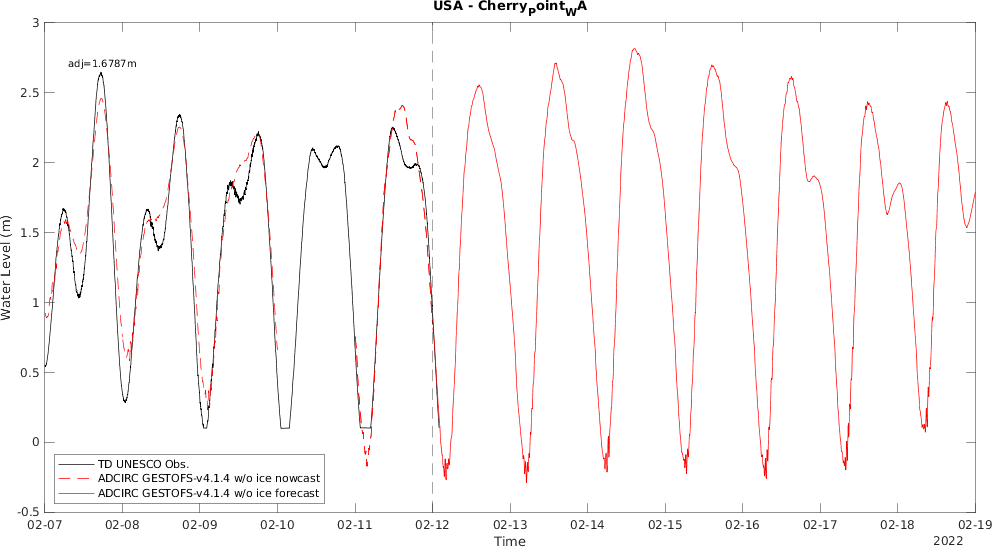 USA - CherryPointWA
adj=1.6787m
3
2.5
2
1.5
1
0.5
0
-0.5
Water Level (m)
TD UNESCO Obs.
ADCIRC GESTOFS-v4.1.4 w/o ice nowcast
ADCIRC GESTOFS-v4.1.4 w/o ice forecast
02-07 02-08 02-09 02-10 02-11 02-12 02-13 02-14 02-15 02-16 02-17 02-18 02-19
Time
2022